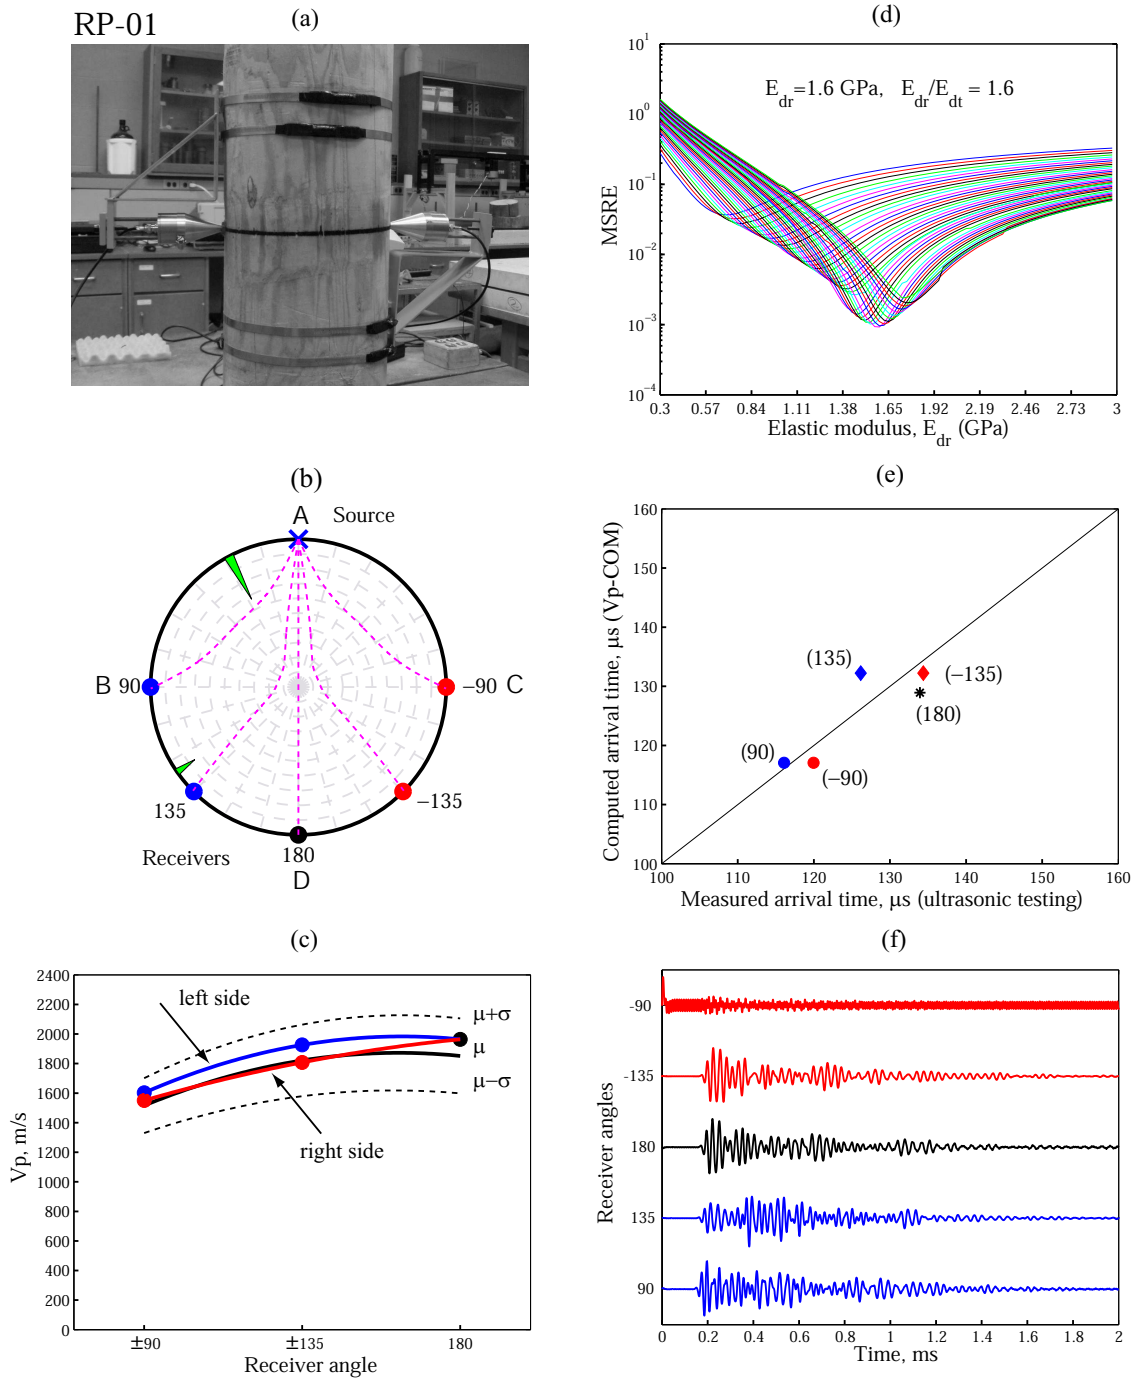 RP-01
(a)
(b)
A
Source
B 90
−90 C
135
−135
Receivers
180
D
(c)
2400
2200
2000
1800
1600
1400
1200
1000
800
600
400
200
0
Vp, m/s
left side
right side
μ+σ
μ
μ−σ
±90
±135
180
Receiver angle
(d)
10^1
10^0
10^−1
10^−2
10^−3
10^−4
MSRE
E_dr=1.6 GPa, E_dr/E_dt = 1.6
0.3 0.57 0.84 1.11 1.38 1.65 1.92 2.19 2.46 2.73 3
Elastic modulus, E_dr (GPa)
(e)
160
150
140
130
120
110
100
Computed arrival time, μs (Vp-COM)
(135)
(−135)
(180)
(90)
(−90)
100 110 120 130 140 150 160
Measured arrival time, μs (ultrasonic testing)
(f)
-90
-135
180
135
90
Receiver angles
0 0.2 0.4 0.6 0.8 1 1.2 1.4 1.6 1.8 2
Time, ms